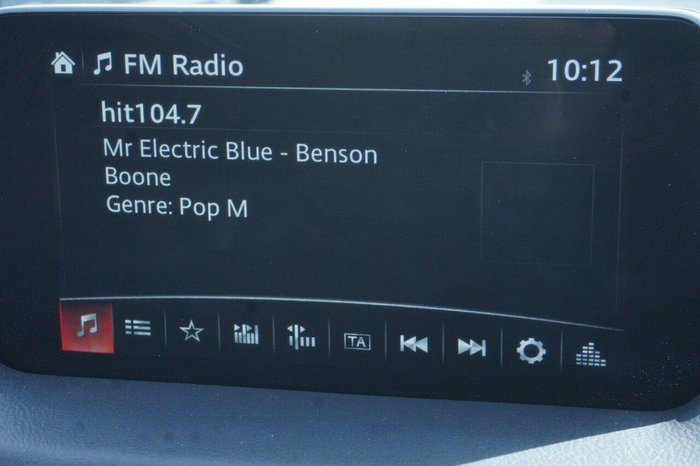 FM Radio 10:12
hit104.7
Mr Electric Blue - Benson
Boone
Genre: Pop M
TA